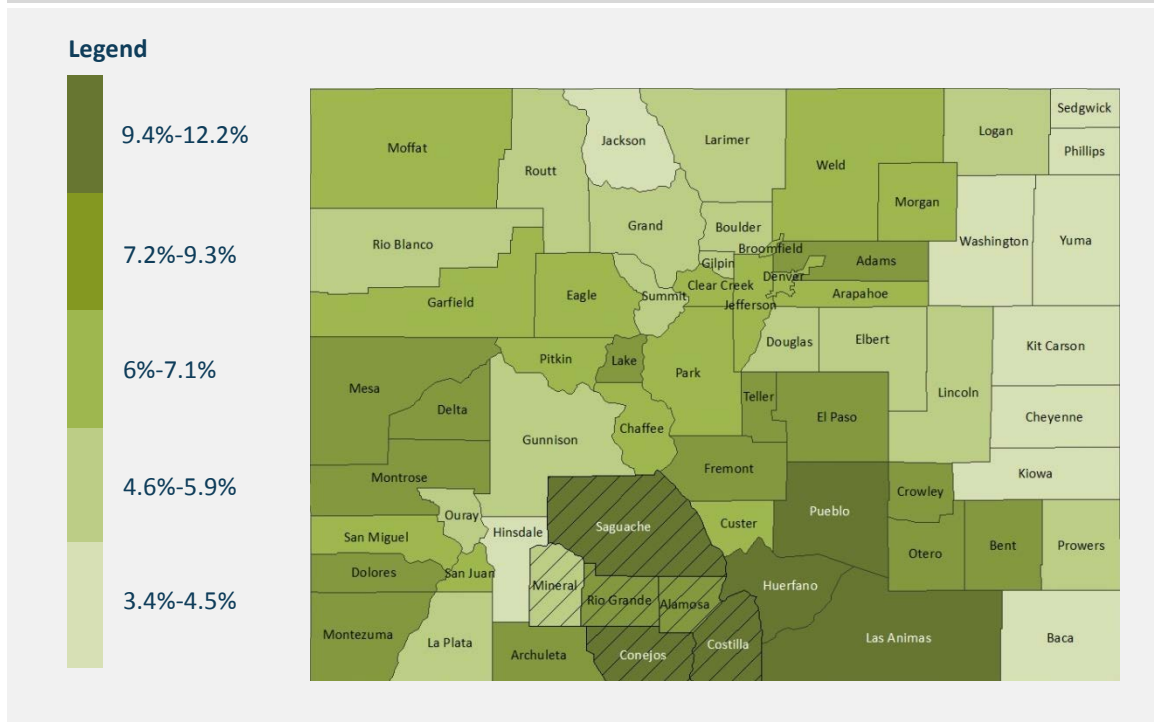 Legend
9.4%-12.2%
7.2%-9.3%
6%-7.1%
4.6%-5.9%
3.4%-4.5%
Sedgwick
Jackson
Larimer
Logan
Moffat
Phillips
Weld
Routt
Morgan
Grand
Boulder
Rio Blanco
Washington
Yuma
Broomfield
Gilpin
Adams
Denver
Clear Creek
Eagle
Summit
Arapahoe
Garfield
Jefferson
Douglas
Elbert
Kit Carson
Pitkin
Lake
Park
Mesa
Lincoln
Teller
Delta
El Paso
Cheyenne
Chaffee
Gunnison
Fremont
Kiowa
Montrose
Crowley
Pueblo
Ouray
Saguache
Custer
Hinsdale
San Miguel
Otero
Bent
Prowers
Dolores
San Juan
Mineral
Huerfano
Rio Grande
Alamosa
Montezuma
La Plata
Costilla
Las Animas
Baca
Archuleta
Conejos